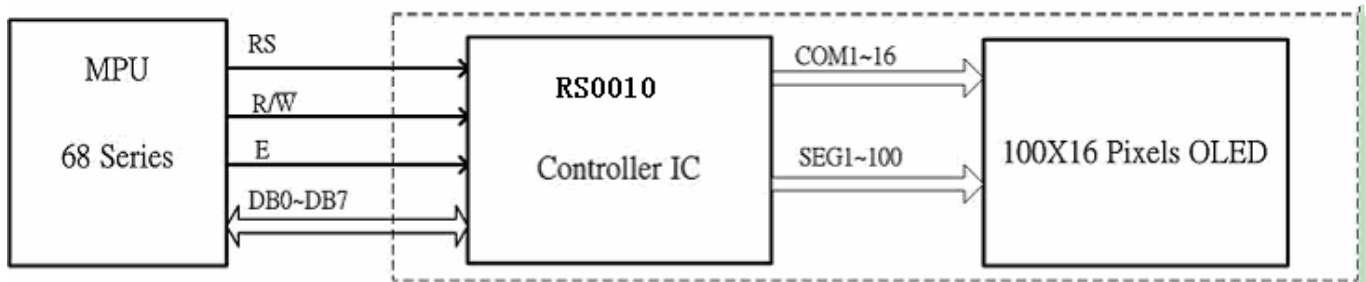 MPU
68 Series
RS
R/W̅
E
DB0~DB7
RS0010
Controller IC
COM1~16
SEG1~100
100X16 Pixels OLED